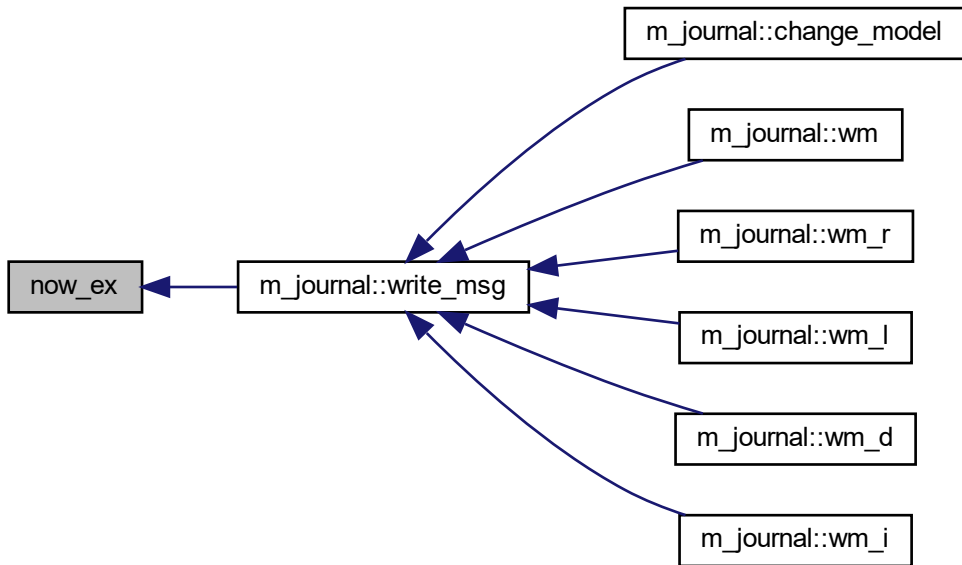 m_journal::change_model
m_journal::wm
m_journal::wm_r
now_ex
m_journal::write_msg
m_journal::wm_l
m_journal::wm_d
m_journal::wm_i